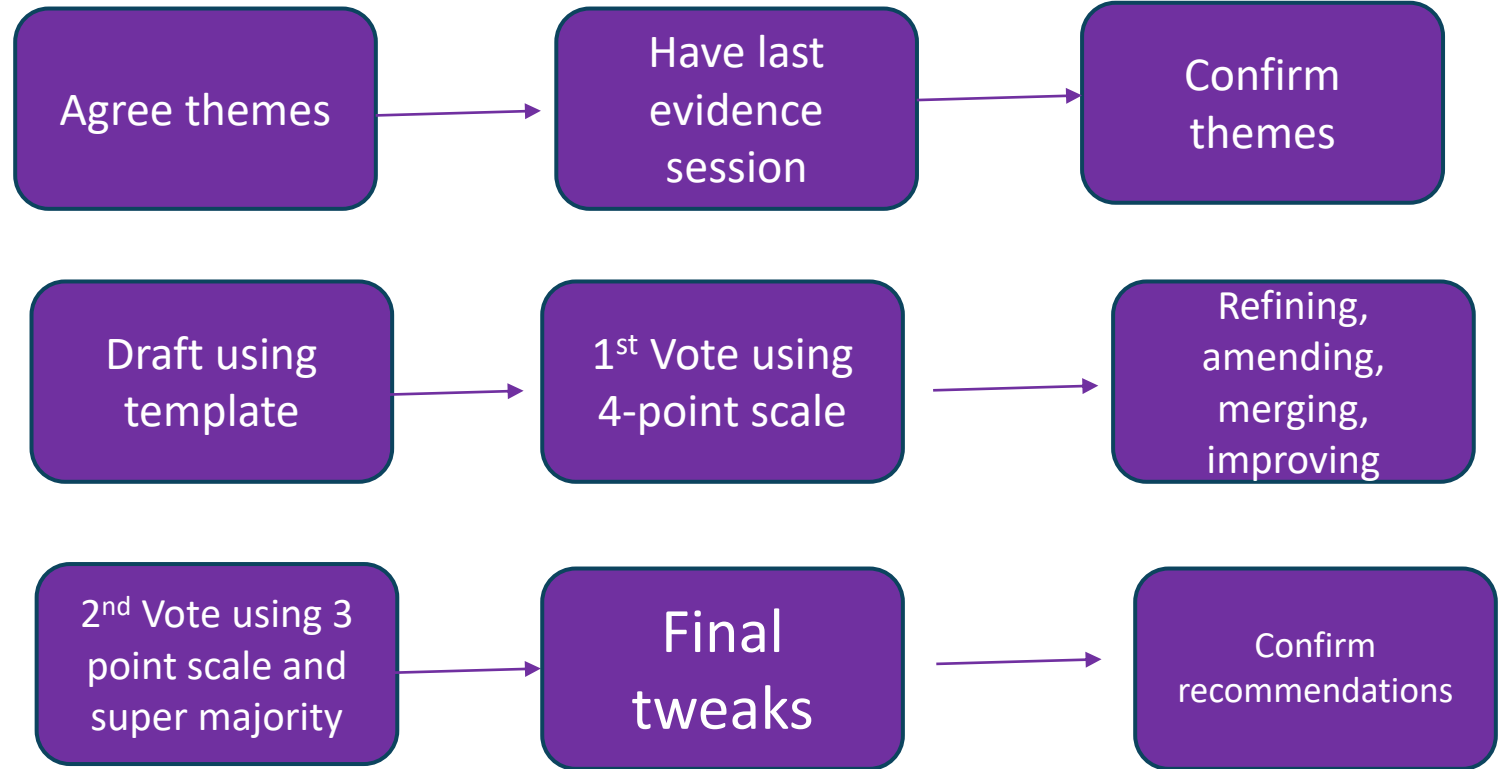 Agree themes
Have last
evidence
session
Confirm
themes
Draft using
template
1st Vote using
4-point scale
Refining,
amending,
merging,
improving
2nd Vote using 3
point scale and
super majority
Final
tweaks
Confirm
recommendations